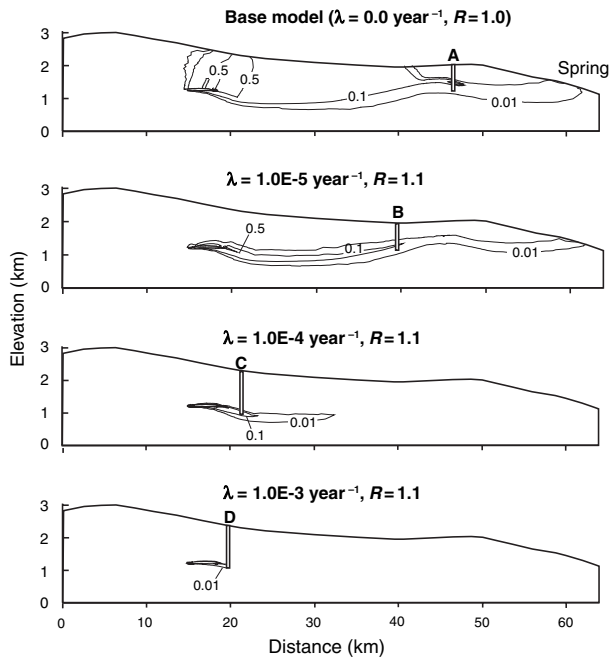 Base model (λ = 0.0 year⁻¹, R = 1.0)
3
2
1
0
A
Spring
0.5
0.5
0.1
0.01
λ = 1.0E-5 year⁻¹, R = 1.1
3
2
1
0
B
0.5
0.1
0.01
Elevation (km)
λ = 1.0E-4 year⁻¹, R = 1.1
3
2
1
0
C
0.01
0.1
λ = 1.0E-3 year⁻¹, R = 1.1
3
2
1
0
D
0.01
0 10 20 30 40 50 60
Distance (km)